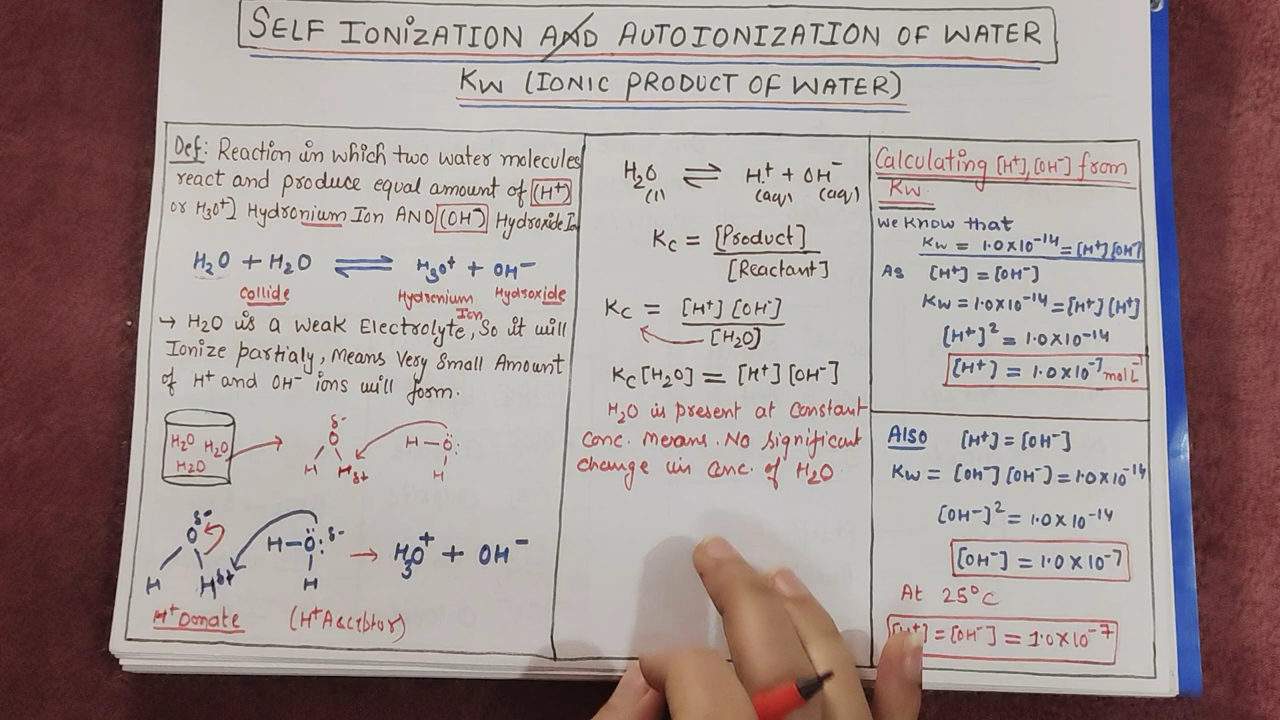 SELF IONIZATION AND AUTOIONIZATION OF WATER
Kw (IONIC PRODUCT OF WATER)
Def: Reaction in which two water molecules
react and produce equal amount of (H⁺)
or H₃O⁺) Hydronium Ion AND (OH⁻) Hydroxide Ion
H₂O + H₂O ⇌ H₃O⁺ + OH⁻
collide Hydronium Ion Hydroxide
→ H₂O is a weak Electrolyte, So it will
Ionize partialy, Means Very Small Amount
of H⁺ and OH⁻ ions will form.
H₂O H₂O
H₂O
δ⁻
O H–O:
H Hδ+ H
δ⁻
O H–O: δ⁻ → H₃O⁺ + OH⁻
H Hδ+ H
H⁺ Donate (H⁺ Accebtor)
H₂O ⇌ H⁺ + OH⁻
(l) (aq) (aq)
Kc = [Product]
[Reactant]
Kc = [H⁺] [OH⁻]
[H₂O]
Kc [H₂O] = [H⁺] [OH⁻]
H₂O is present at Constant
Conc. means. No significant
change in Conc. of H₂O
Calculating [H⁺], [OH⁻] from
Kw
We know that
Kw = 1.0×10⁻¹⁴ = [H⁺] [OH⁻]
As [H⁺] = [OH⁻]
Kw = 1.0×10⁻¹⁴ = [H⁺] [H⁺]
[H⁺]² = 1.0×10⁻¹⁴
[H⁺] = 1.0×10⁻⁷ mol L⁻
Also [H⁺] = [OH⁻]
Kw = [OH⁻] [OH⁻] = 1.0×10⁻¹⁴
[OH⁻]² = 1.0×10⁻¹⁴
[OH⁻] = 1.0×10⁻⁷
At 25°C
[H⁺] = [OH⁻] = 1.0×10⁻⁷